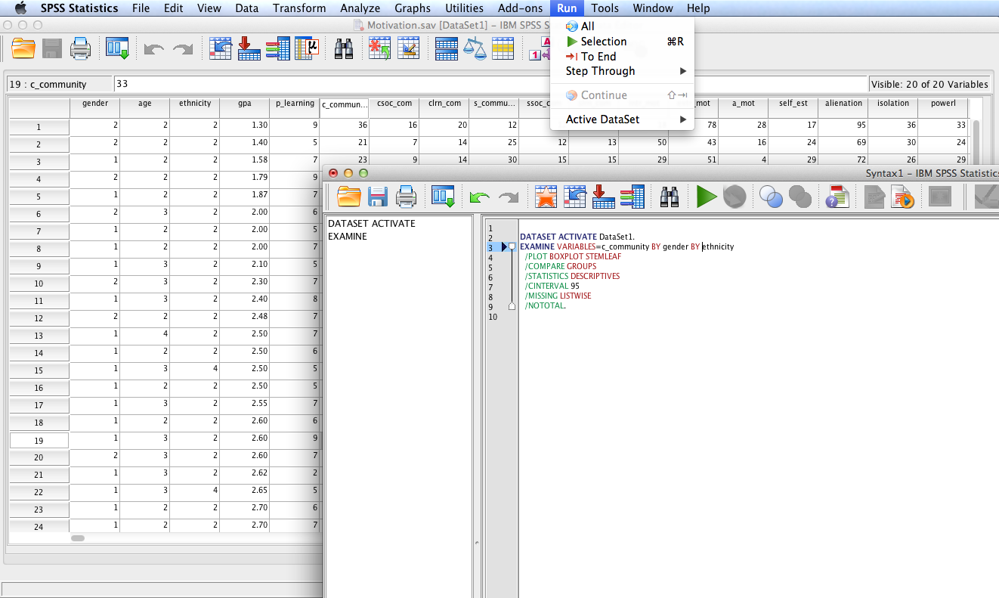 SPSS Statistics File Edit View Data Transform Analyze Graphs Utilities Add-ons Run Tools Window Help
Motivation.sav [DataSet1] – IBM SPSS S
All
Selection ⌘R
To End
Step Through
Continue
Active DataSet
19 : c_community 33 Visible: 20 of 20 Variables
gender age ethnicity gpa p_learning c_commun... csoc_com clrn_com s_commu... ssoc_c _mot a_mot self_est alienation isolation powerl
1 2 2 2 1.30 9 36 16 20 12 78 28 17 95 36 33
2 2 2 2 1.40 5 21 7 14 25 12 13 50 43 16 24 69 30 24
3 1 2 2 1.58 7 23 9 14 30 15 15 29 51 4 29 72 26 29
4 2 2 2 1.79 9
5 1 2 2 1.87 7
6 2 3 2 2.00 6
7 1 2 2 2.00 5
8 1 2 2 2.00 7
9 1 3 2 2.10 5
10 2 3 2 2.30 7
11 1 3 2 2.40 8
12 2 2 2 2.48 7
13 1 4 2 2.50 7
14 1 2 2 2.50 6
15 1 3 4 2.50 5
16 1 2 2 2.50 5
17 1 3 2 2.55 7
18 1 2 2 2.60 6
19 1 3 2 2.60 9
20 2 3 2 2.60 7
21 1 3 2 2.62 2
22 1 3 4 2.65 5
23 1 2 2 2.70 6
24 1 2 2 2.70 7
Syntax1 – IBM SPSS Statistics
DATASET ACTIVATE
EXAMINE
1
2 DATASET ACTIVATE DataSet1.
3 EXAMINE VARIABLES=c_community BY gender BY ethnicity
4 /PLOT BOXPLOT STEMLEAF
5 /COMPARE GROUPS
6 /STATISTICS DESCRIPTIVES
7 /CINTERVAL 95
8 /MISSING LISTWISE
9 /NOTOTAL.
10